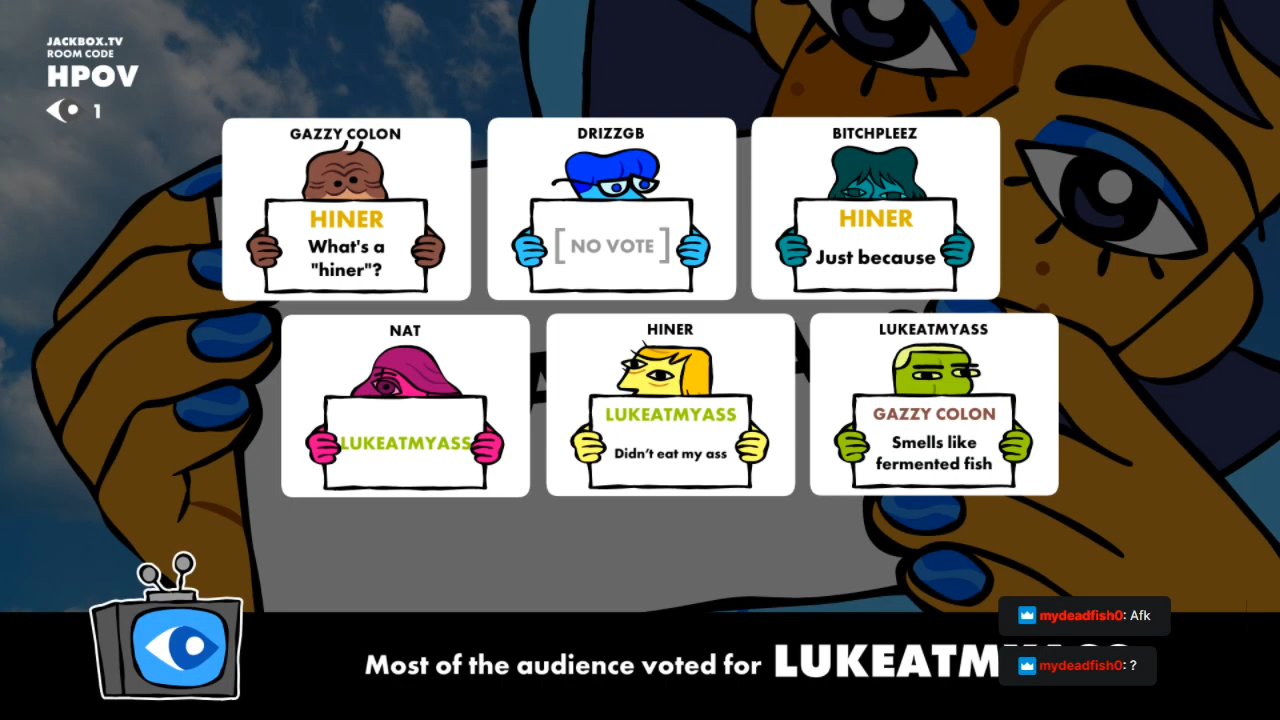 JACKBOX.TV
ROOM CODE
HPOV
1
GAZZY COLON
HINER
What's a
"hiner"?
DRIZZGB
[NO VOTE]
BITCHPLEEZ
HINER
Just because
NAT
LUKEATMYASS
HINER
LUKEATMYASS
Didn't eat my ass
LUKEATMYASS
GAZZY COLON
Smells like
fermented fish
mydeadfish0: Afk
Most of the audience voted for
mydeadfish0: ?